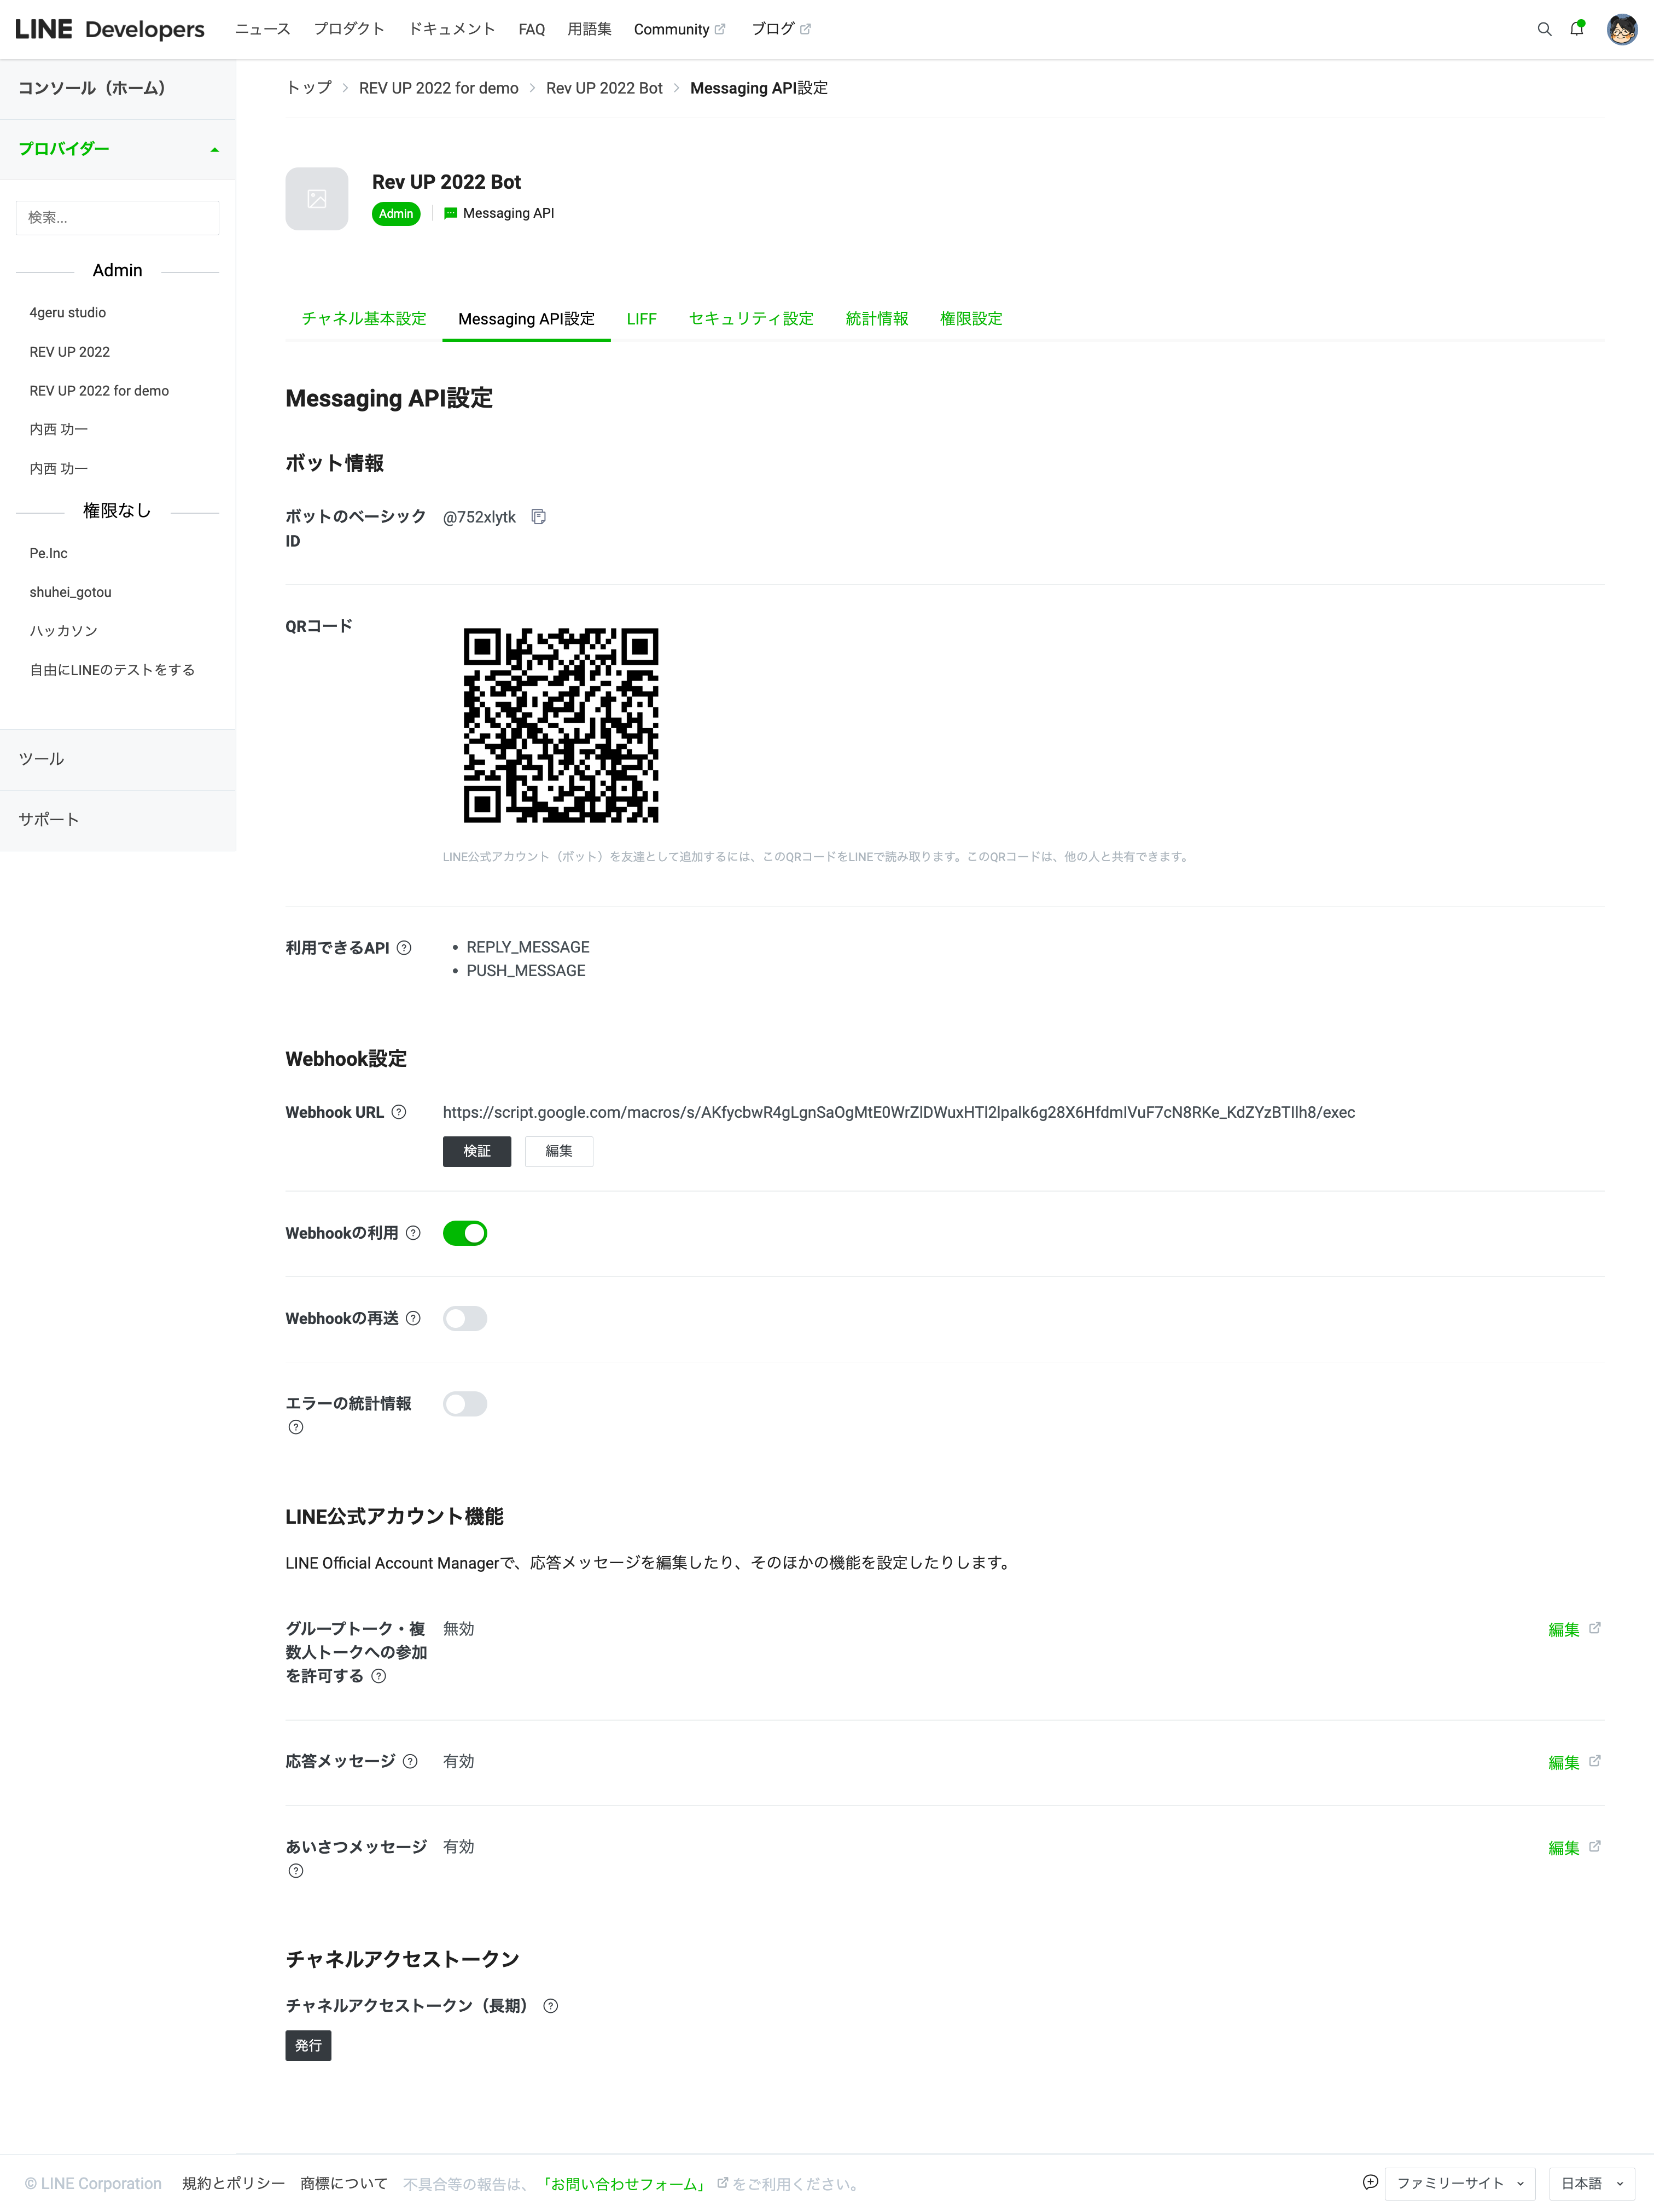 LINE Developers ニュース プロダクト ドキュメント FAQ 用語集 Community ブログ
コンソール（ホーム）
プロバイダー
検索...
Admin
4geru studio
REV UP 2022
REV UP 2022 for demo
内西 功一
内西 功一
権限なし
Pe.Inc
shuhei_gotou
ハッカソン
自由にLINEのテストをする
ツール
サポート
トップ REV UP 2022 for demo Rev UP 2022 Bot Messaging API設定
Rev UP 2022 Bot
Admin Messaging API
チャネル基本設定 Messaging API設定 LIFF セキュリティ設定 統計情報 権限設定
Messaging API設定
ボット情報
ボットのベーシック @752xlytk
ID
QRコード
LINE公式アカウント（ボット）を友達として追加するには、このQRコードをLINEで読み取ります。このQRコードは、他の人と共有できます。
利用できるAPI ? • REPLY_MESSAGE
• PUSH_MESSAGE
Webhook設定
Webhook URL ? https://script.google.com/macros/s/AKfycbwR4gLgnSaOgMtE0WrZlDWuxHTl2lpalk6g28X6HfdmIVuF7cN8RKe_KdZYzBTIlh8/exec
検証 編集
Webhookの利用 ?
Webhookの再送 ?
エラーの統計情報
?
LINE公式アカウント機能
LINE Official Account Managerで、応答メッセージを編集したり、そのほかの機能を設定したりします。
グループトーク・複 無効 編集
数人トークへの参加
を許可する ?
応答メッセージ ? 有効 編集
あいさつメッセージ 有効 編集
?
チャネルアクセストークン
チャネルアクセストークン（長期） ?
発行
© LINE Corporation 規約とポリシー 商標について 不具合等の報告は、「お問い合わせフォーム」をご利用ください。 ファミリーサイト 日本語